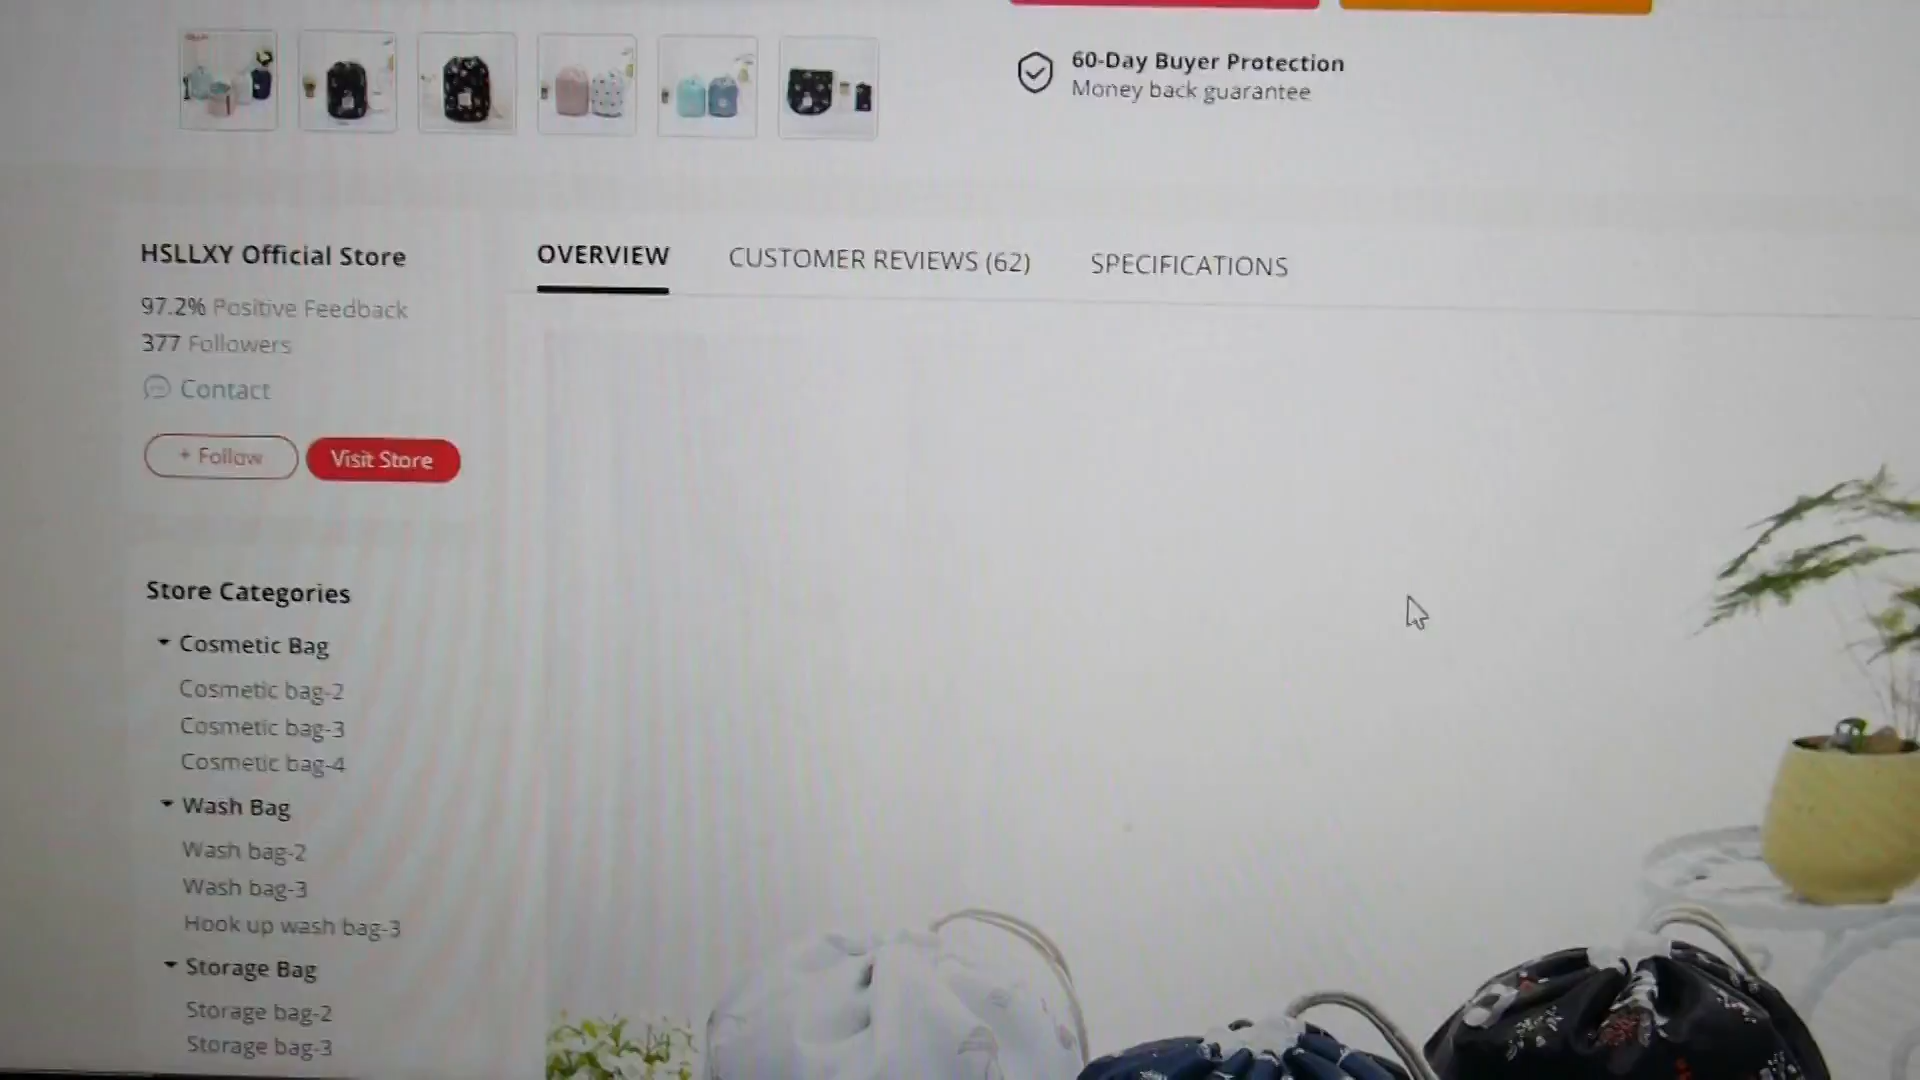 60-Day Buyer Protection
Money back guarantee
HSLLXY Official Store
97.2% Positive Feedback
377 Followers
Contact
+ Follow
Visit Store
OVERVIEW
CUSTOMER REVIEWS (62)
SPECIFICATIONS
Store Categories
Cosmetic Bag
Cosmetic bag-2
Cosmetic bag-3
Cosmetic bag-4
Wash Bag
Wash bag-2
Wash bag-3
Hook up wash bag-3
Storage Bag
Storage bag-2
Storage bag-3